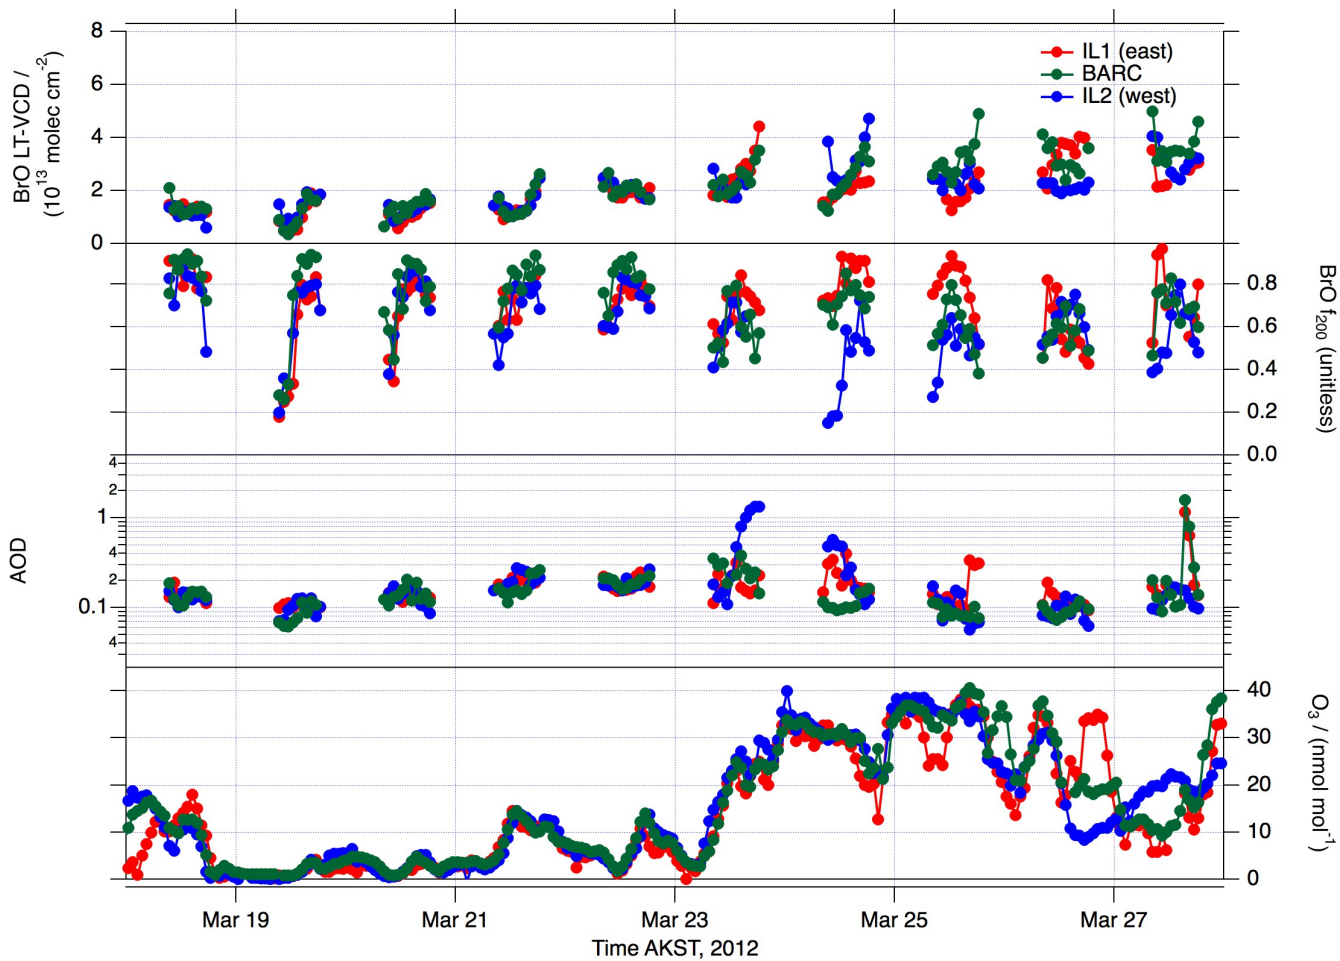 BrO LT-VCD /
(10¹³ molec cm⁻²)
8
6
4
2
0
IL1 (east)
BARC
IL2 (west)
BrO f₂₀₀ (unitless)
0.8
0.6
0.4
0.2
0.0
AOD
4
2
1
4
2
0.1
4
O₃ / (nmol mol⁻¹)
40
30
20
10
0
Mar 19
Mar 21
Mar 23
Mar 25
Mar 27
Time AKST, 2012